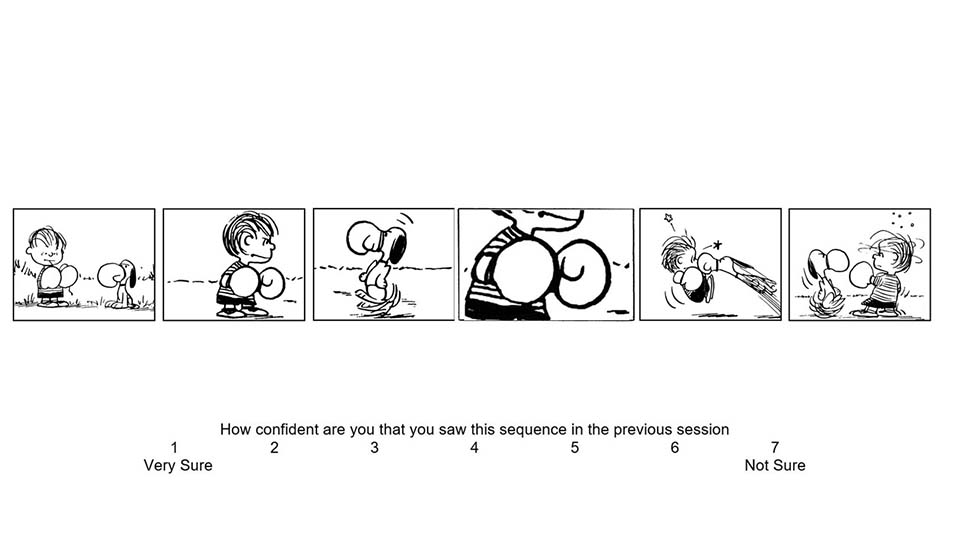 How confident are you that you saw this sequence in the previous session
1 2 3 4 5 6 7
Very Sure Not Sure